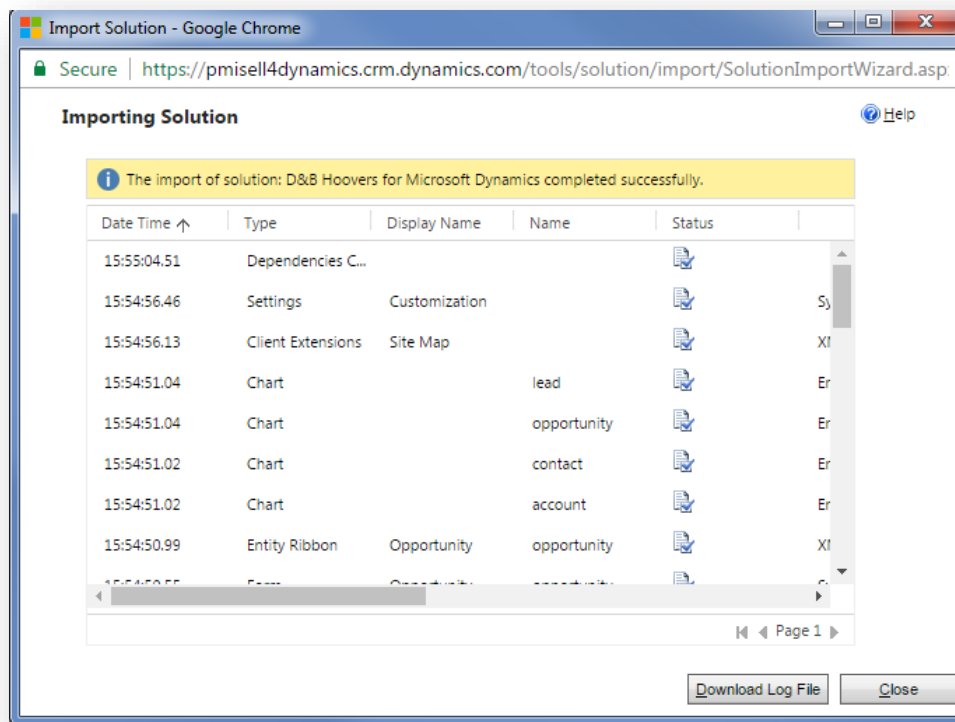 Import Solution - Google Chrome
Secure | https://pmisell4dynamics.crm.dynamics.com/tools/solution/import/SolutionImportWizard.asp
Importing Solution
Help
The import of solution: D&B Hoovers for Microsoft Dynamics completed successfully.
Date Time Type Display Name Name Status
15:55:04.51 Dependencies C...
15:54:56.46 Settings Customization Sy
15:54:56.13 Client Extensions Site Map
15:54:51.04 Chart lead
15:54:51.04 Chart opportunity
15:54:51.02 Chart contact
15:54:51.02 Chart account
15:54:50.99 Entity Ribbon Opportunity opportunity
Page 1
Download Log File Close